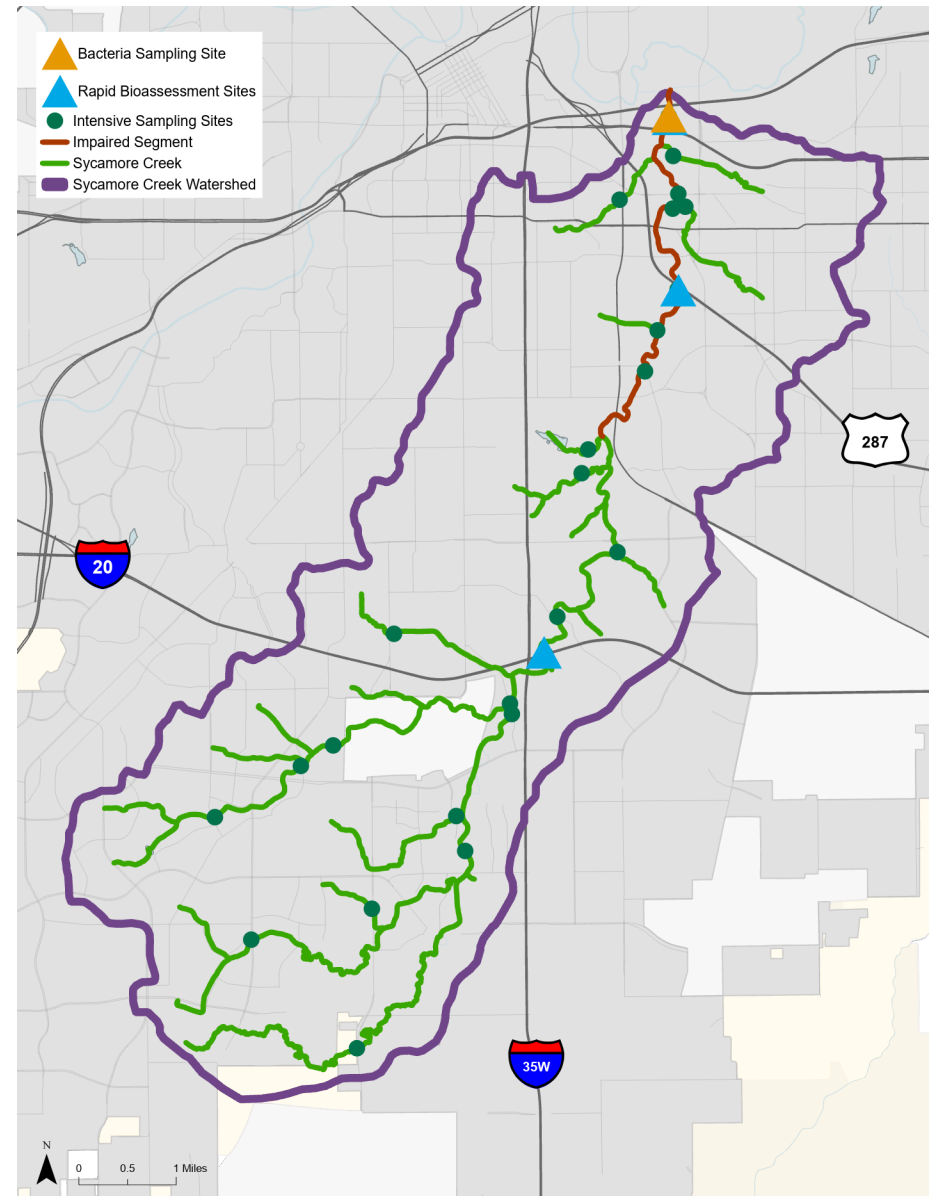 Bacteria Sampling Site
Rapid Bioassessment Sites
Intensive Sampling Sites
Impaired Segment
Sycamore Creek
Sycamore Creek Watershed
287
20
35W
N
0 0.5 1 Miles